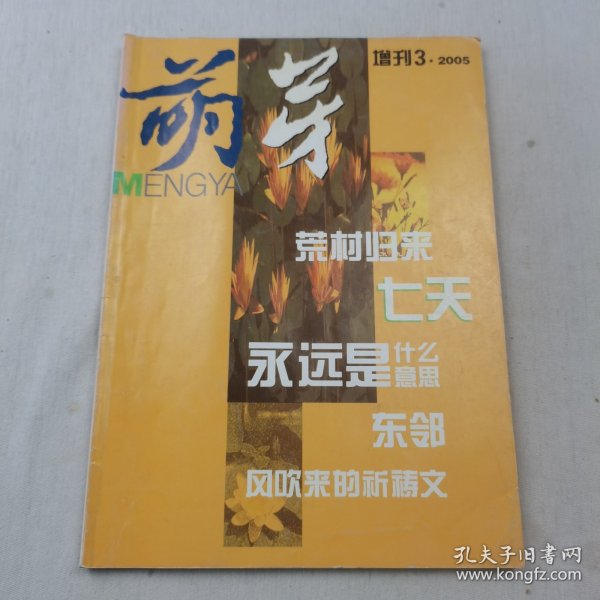 增刊3·2005
萌芽
MENGYA
荒村归来
七天
永远是什么意思
东邻
风吹来的祈祷文
孔夫子旧书网
www.kongfz.com